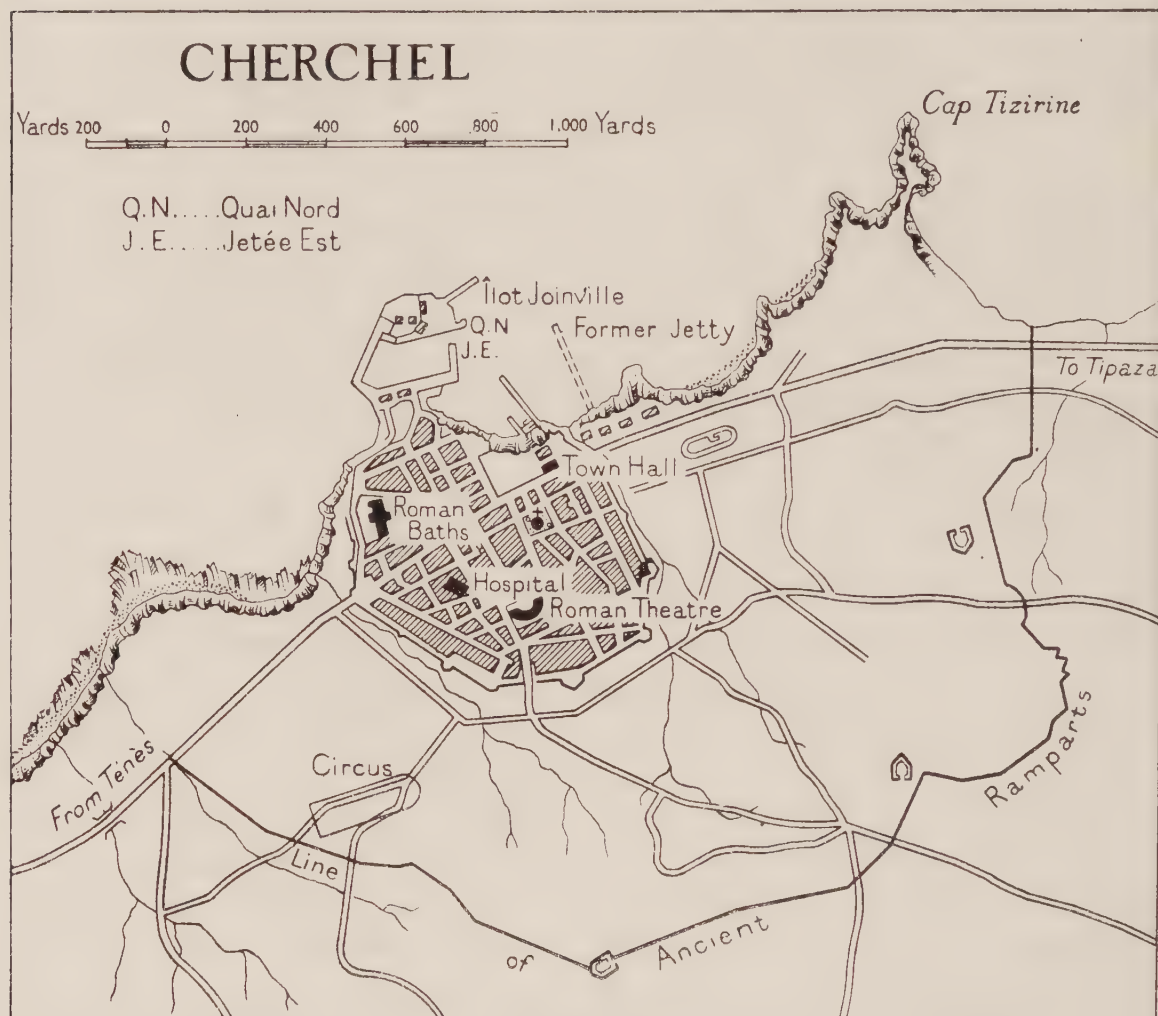 CHERCHEL
Yards 200 0 200 400 600 800 1.000 Yards
Q.N.....Quai Nord
J.E.....Jetée Est
Cap Tizirine
Îlot Joinville
Q.N
J.E.
Former Jetty
To Tipaza
Town Hall
Roman
Baths
Hospital
Roman Theatre
Circus
From Ténès
Line of Ancient Ramparts